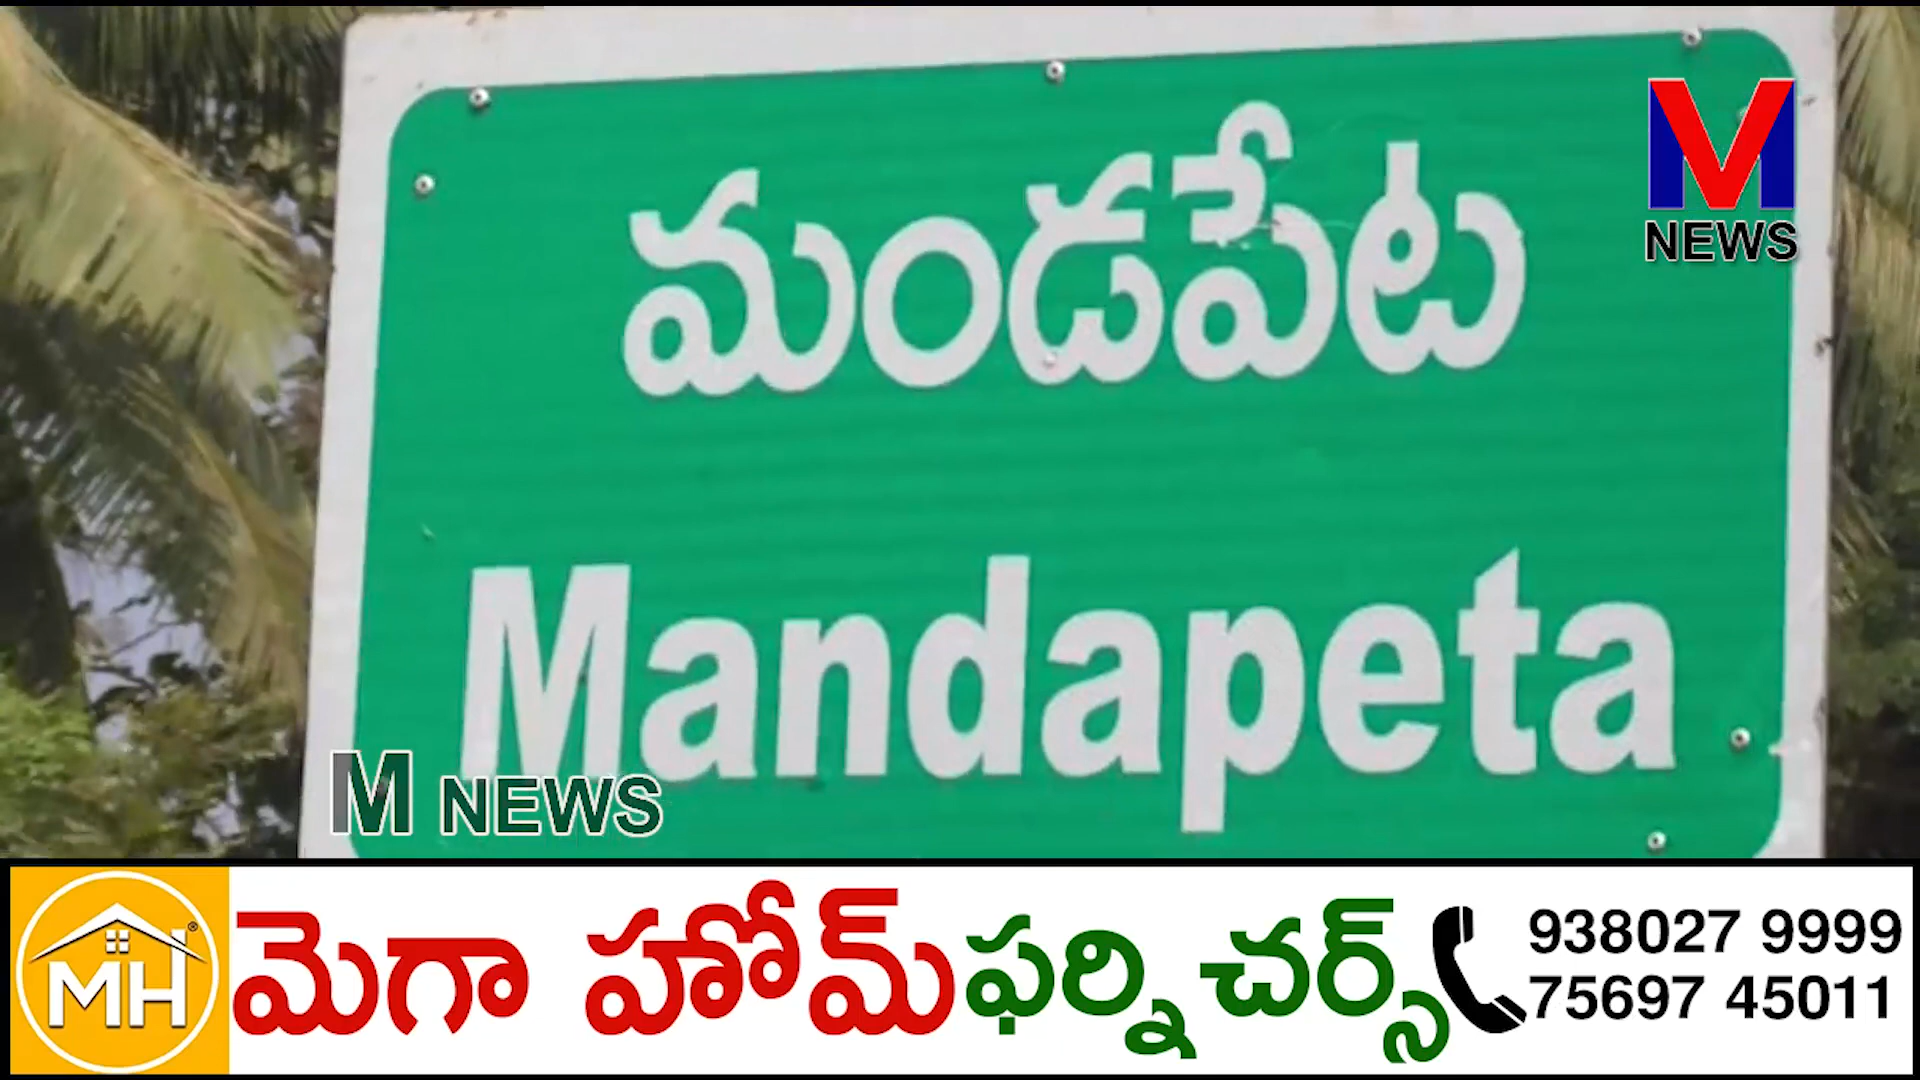 మండపేట
M
NEWS
Mandapeta
M NEWS
MH®
మెగా హోమ్ ఫర్నిచర్స్
938027 9999
75697 45011